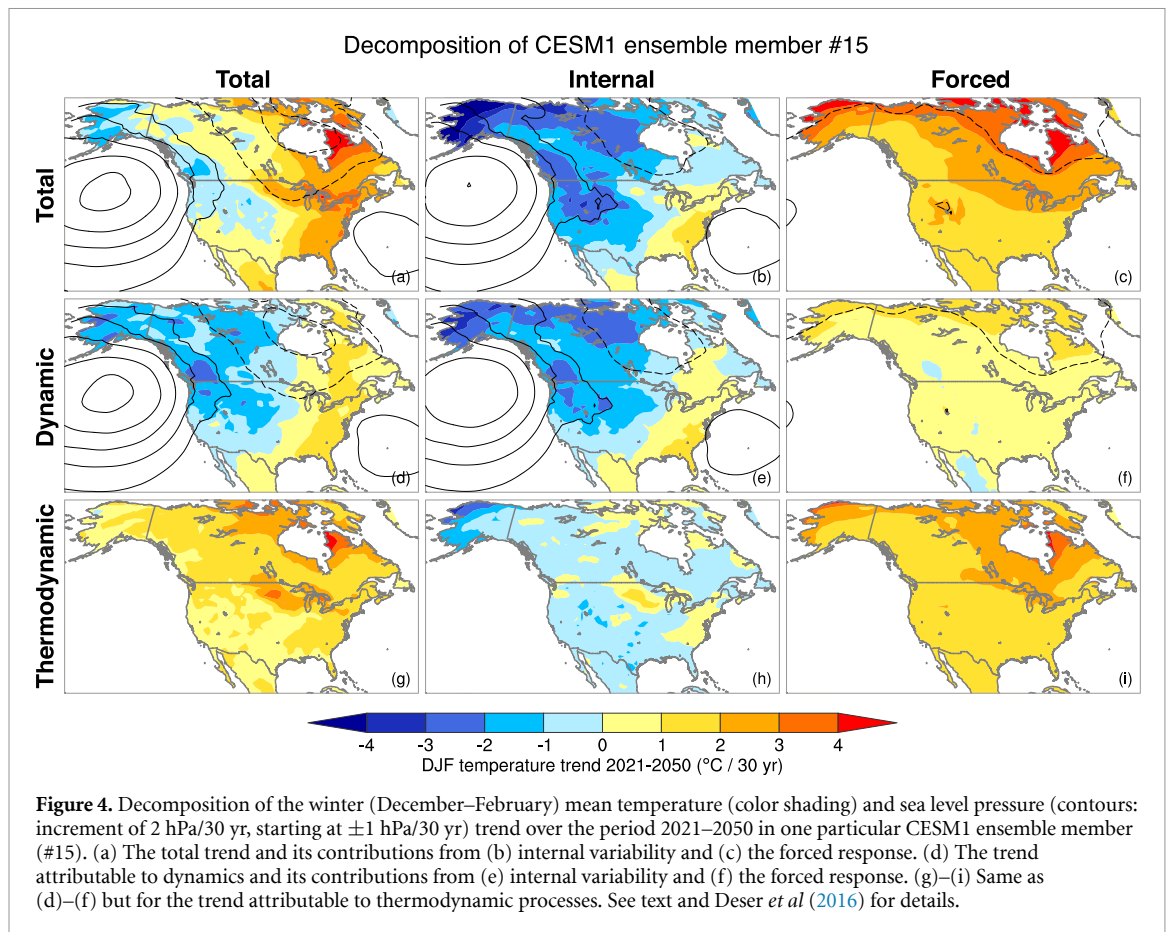 Decomposition of CESM1 ensemble member #15
Total Internal Forced
Total
(a) (b) (c)
Dynamic
(d) (e) (f)
Thermodynamic
(g) (h) (i)
-4 -3 -2 -1 0 1 2 3 4
DJF temperature trend 2021-2050 (°C / 30 yr)
Figure 4. Decomposition of the winter (December–February) mean temperature (color shading) and sea level pressure (contours:
increment of 2 hPa/30 yr, starting at ±1 hPa/30 yr) trend over the period 2021–2050 in one particular CESM1 ensemble member
(#15). (a) The total trend and its contributions from (b) internal variability and (c) the forced response. (d) The trend
attributable to dynamics and its contributions from (e) internal variability and (f) the forced response. (g)–(i) Same as
(d)–(f) but for the trend attributable to thermodynamic processes. See text and Deser et al (2016) for details.